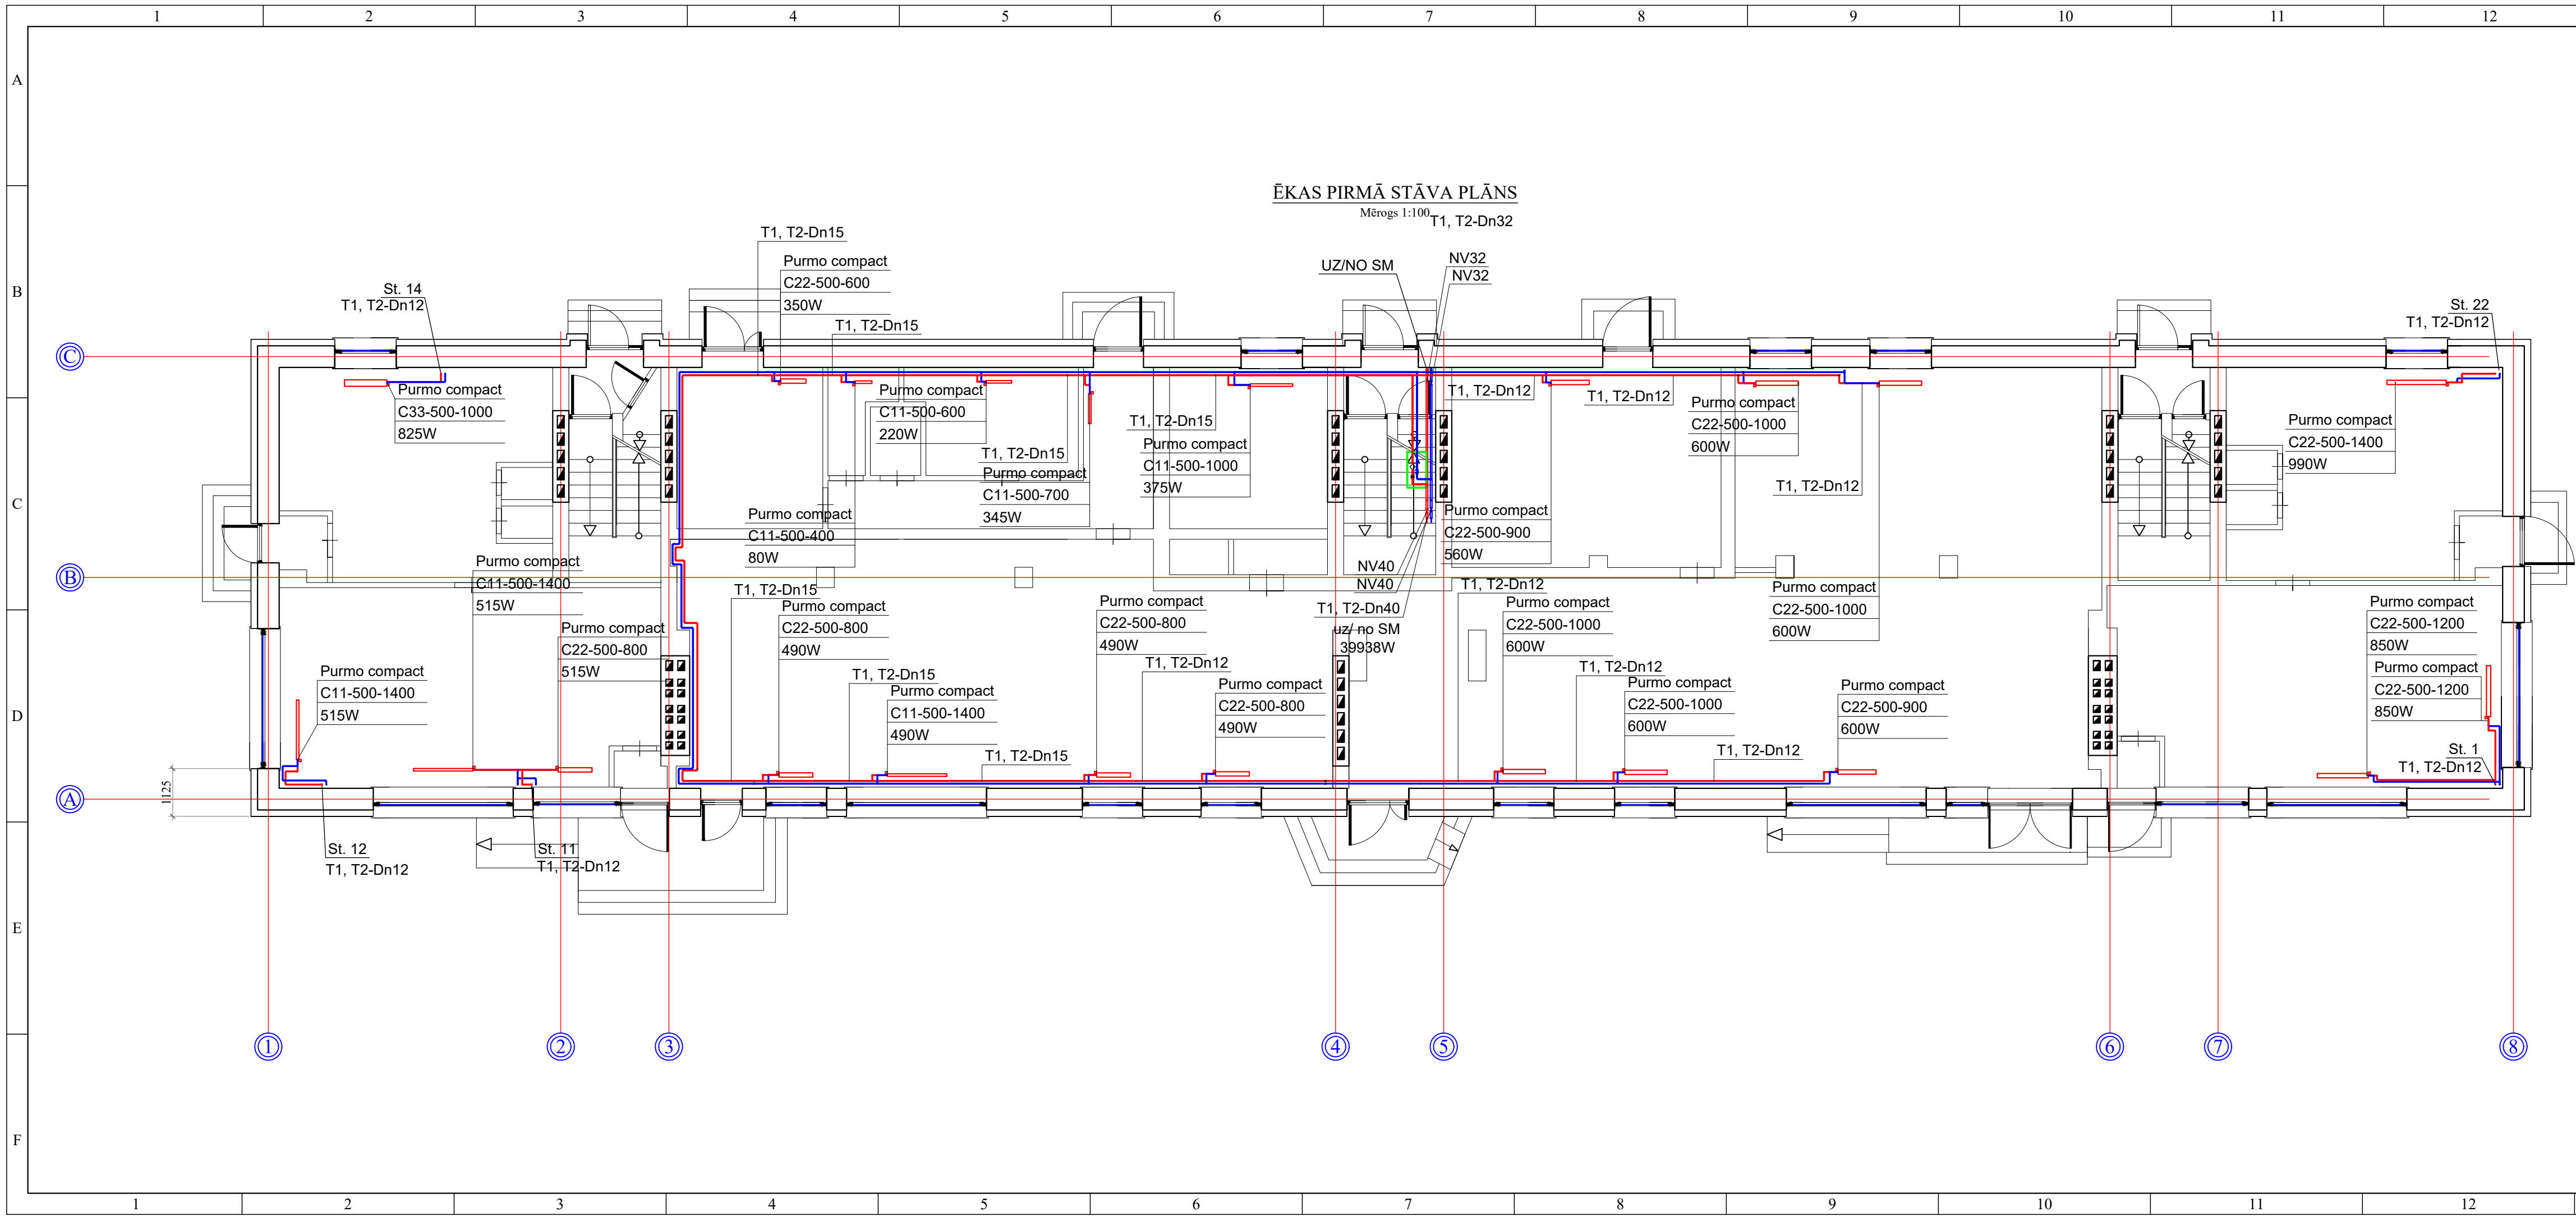 1 2 3 4 5 6 7 8 9 10 11 12
A
B
C
D
E
F
ĒKAS PIRMĀ STĀVA PLĀNS
Mērogs 1:100
T1, T2-Dn32
T1, T2-Dn15
Purmo compact
C22-500-600
350W
UZ/NO SM
NV32
NV32
St. 14
T1, T2-Dn12
T1, T2-Dn15
St. 22
T1, T2-Dn12
C
Purmo compact
C33-500-1000
825W
Purmo compact
C11-500-600
220W
T1, T2-Dn15
Purmo compact
C11-500-700
345W
T1, T2-Dn15
Purmo compact
C11-500-1000
375W
T1, T2-Dn12
T1, T2-Dn12
Purmo compact
C22-500-1000
600W
T1, T2-Dn12
Purmo compact
C22-500-1400
990W
Purmo compact
C11-500-400
80W
Purmo compact
C22-500-900
560W
NV40
NV40
B
Purmo compact
C11-500-1400
515W
T1, T2-Dn15
Purmo compact
C22-500-800
490W
Purmo compact
C22-500-800
490W
T1, T2-Dn40
uz/ no SM
39938W
T1, T2-Dn12
Purmo compact
C22-500-1000
600W
Purmo compact
C22-500-1000
600W
Purmo compact
C22-500-1200
850W
Purmo compact
C22-500-800
515W
Purmo compact
C11-500-1400
515W
T1, T2-Dn15
Purmo compact
C11-500-1400
490W
T1, T2-Dn15
T1, T2-Dn12
Purmo compact
C22-500-800
490W
T1, T2-Dn12
Purmo compact
C22-500-1000
600W
T1, T2-Dn12
Purmo compact
C22-500-900
600W
Purmo compact
C22-500-1200
850W
St. 1
T1, T2-Dn12
1125
A
St. 12
T1, T2-Dn12
St. 11
T1, T2-Dn12
1 2 3 4 5 6 7 8
1 2 3 4 5 6 7 8 9 10 11 12